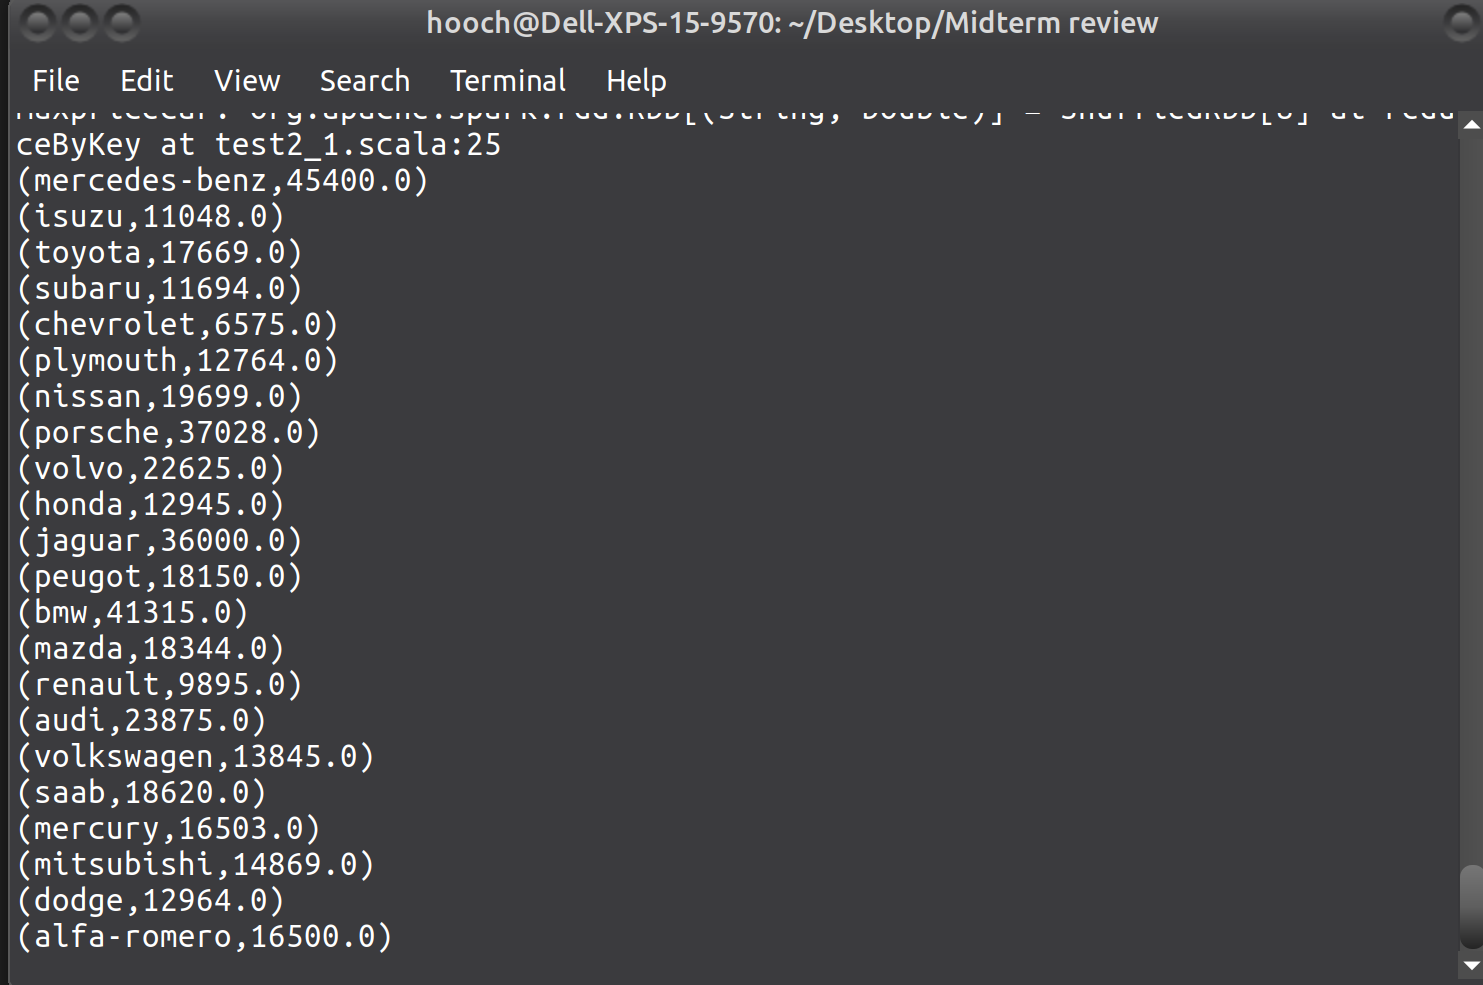 hooch@Dell-XPS-15-9570: ~/Desktop/Midterm review
File Edit View Search Terminal Help
maxpriceCar: org.apache.spark.rdd.RDD[(String, Double)] = ShuffledRDD[6] at redu
ceByKey at test2_1.scala:25
(mercedes-benz,45400.0)
(isuzu,11048.0)
(toyota,17669.0)
(subaru,11694.0)
(chevrolet,6575.0)
(plymouth,12764.0)
(nissan,19699.0)
(porsche,37028.0)
(volvo,22625.0)
(honda,12945.0)
(jaguar,36000.0)
(peugot,18150.0)
(bmw,41315.0)
(mazda,18344.0)
(renault,9895.0)
(audi,23875.0)
(volkswagen,13845.0)
(saab,18620.0)
(mercury,16503.0)
(mitsubishi,14869.0)
(dodge,12964.0)
(alfa-romero,16500.0)